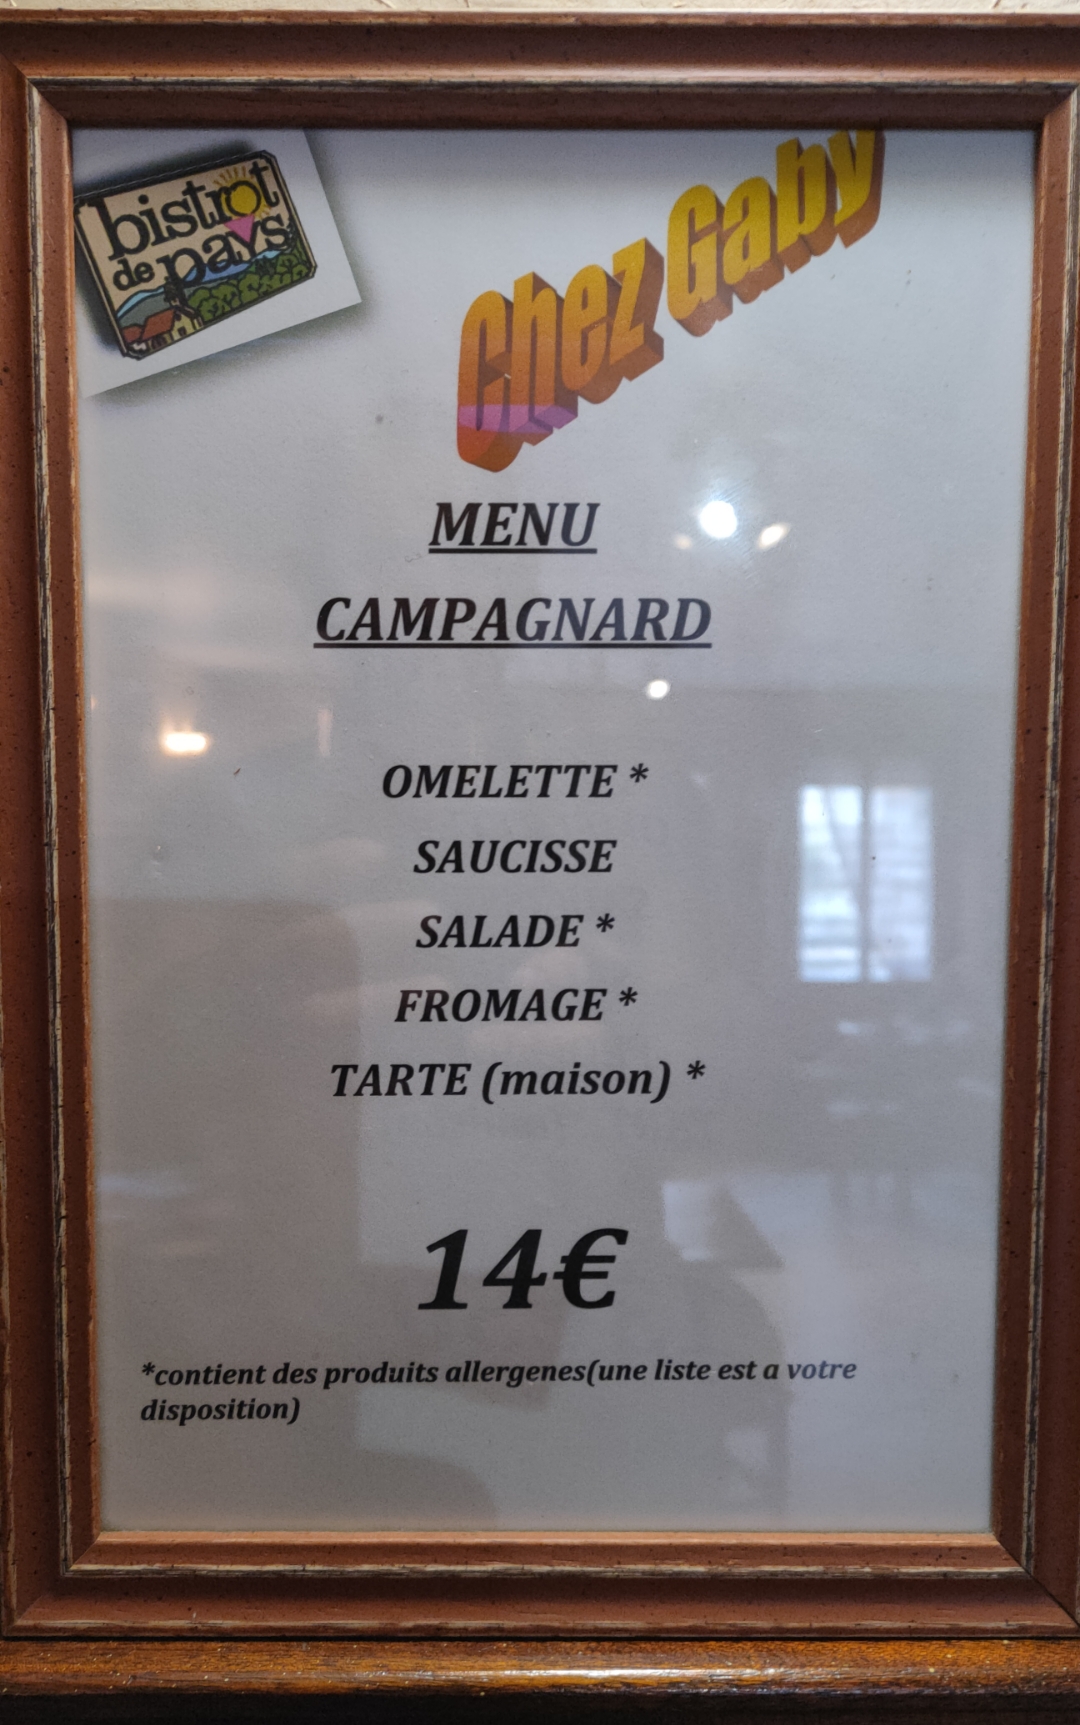 bistrot
de pays
Chez Gaby
MENU
CAMPAGNARD
OMELETTE *
SAUCISSE
SALADE *
FROMAGE *
TARTE (maison) *
14€
*contient des produits allergenes(une liste est a votre
disposition)